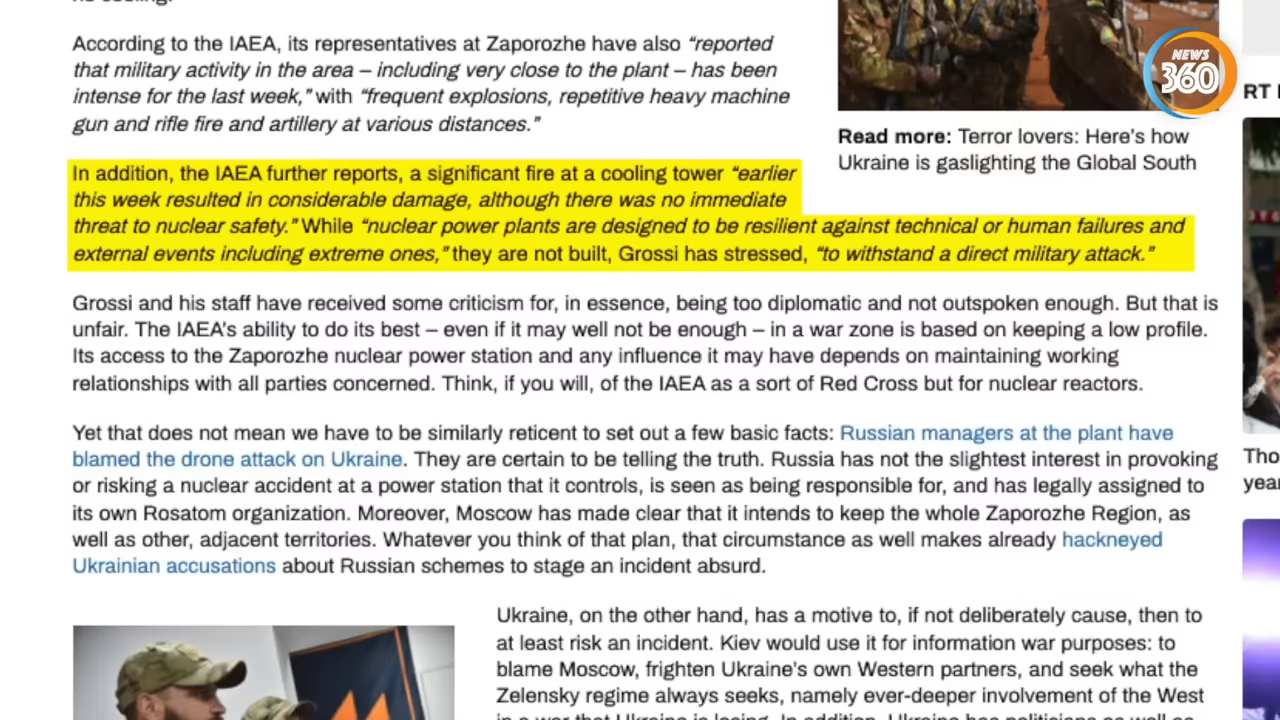 According to the IAEA, its representatives at Zaporozhe have also “reported
that military activity in the area – including very close to the plant – has been
intense for the last week,” with “frequent explosions, repetitive heavy machine
gun and rifle fire and artillery at various distances.”
NEWS
360
RT
Read more: Terror lovers: Here’s how
Ukraine is gaslighting the Global South
In addition, the IAEA further reports, a significant fire at a cooling tower “earlier
this week resulted in considerable damage, although there was no immediate
threat to nuclear safety.” While “nuclear power plants are designed to be resilient against technical or human failures and
external events including extreme ones,” they are not built, Grossi has stressed, “to withstand a direct military attack.”
Grossi and his staff have received some criticism for, in essence, being too diplomatic and not outspoken enough. But that is
unfair. The IAEA’s ability to do its best – even if it may well not be enough – in a war zone is based on keeping a low profile.
Its access to the Zaporozhe nuclear power station and any influence it may have depends on maintaining working
relationships with all parties concerned. Think, if you will, of the IAEA as a sort of Red Cross but for nuclear reactors.
Yet that does not mean we have to be similarly reticent to set out a few basic facts: Russian managers at the plant have
blamed the drone attack on Ukraine. They are certain to be telling the truth. Russia has not the slightest interest in provoking
or risking a nuclear accident at a power station that it controls, is seen as being responsible for, and has legally assigned to
its own Rosatom organization. Moreover, Moscow has made clear that it intends to keep the whole Zaporozhe Region, as
well as other, adjacent territories. Whatever you think of that plan, that circumstance as well makes already hackneyed
Ukrainian accusations about Russian schemes to stage an incident absurd.
Tho
year
Ukraine, on the other hand, has a motive to, if not deliberately cause, then to
at least risk an incident. Kiev would use it for information war purposes: to
blame Moscow, frighten Ukraine’s own Western partners, and seek what the
Zelensky regime always seeks, namely ever-deeper involvement of the West
in a war that Ukraine is losing. In addition, Ukraine has politicians as well as